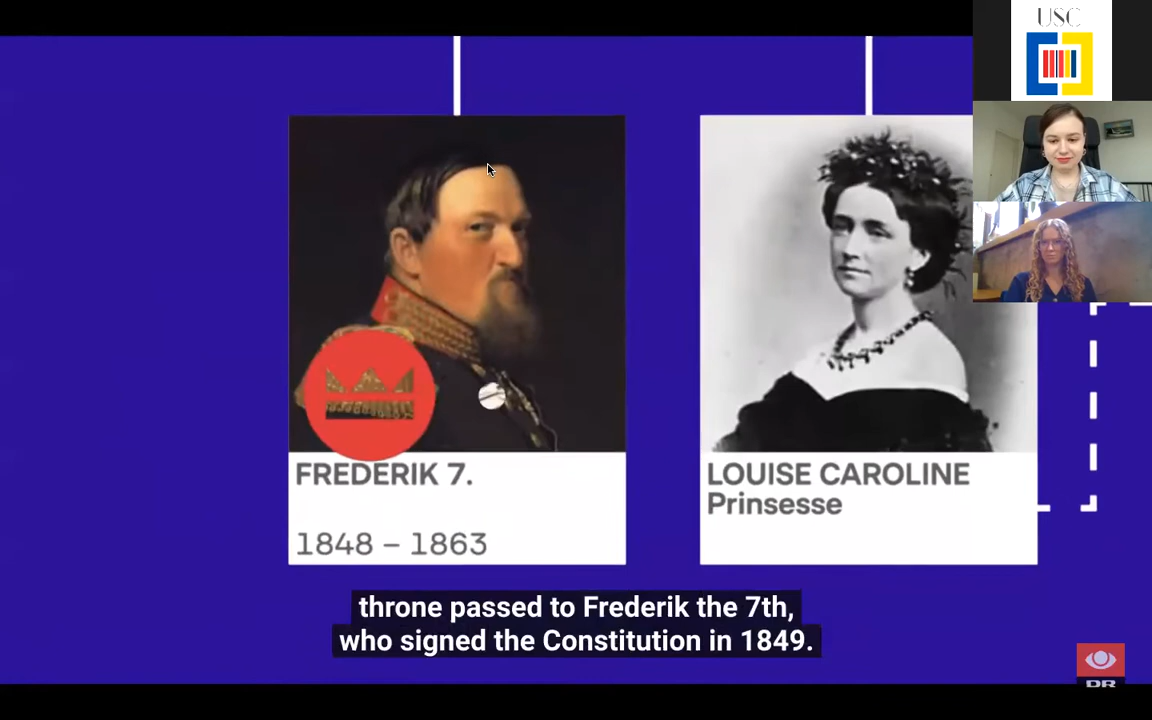 USC
FREDERIK 7.
1848 – 1863
LOUISE CAROLINE
Prinsesse
throne passed to Frederik the 7th,
who signed the Constitution in 1849.
DR